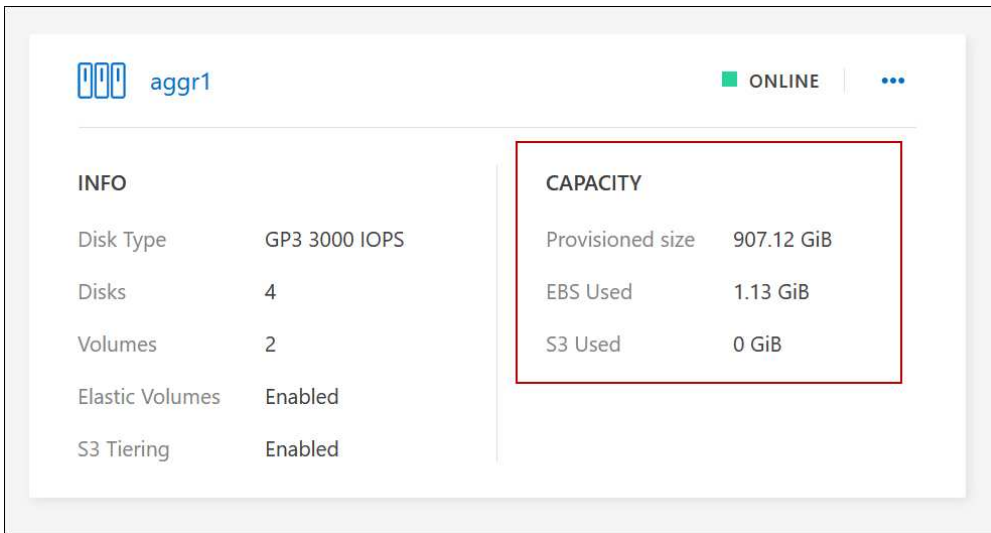 aggr1
ONLINE
INFO
Disk Type GP3 3000 IOPS
Disks 4
Volumes 2
Elastic Volumes Enabled
S3 Tiering Enabled
CAPACITY
Provisioned size 907.12 GiB
EBS Used 1.13 GiB
S3 Used 0 GiB